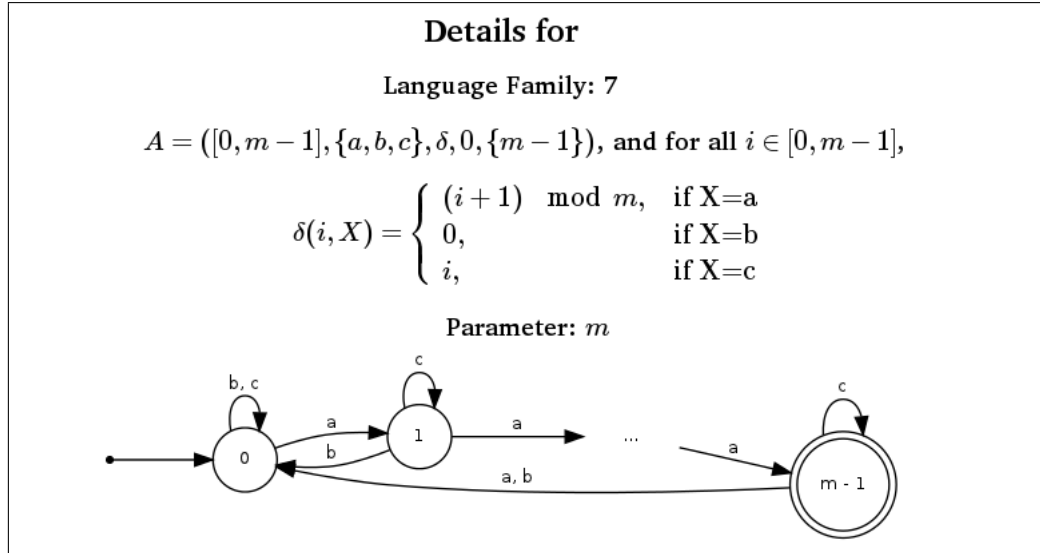 Details for
Language Family: 7
A = ([0, m − 1], {a, b, c}, δ, 0, {m − 1}), and for all i ∈ [0, m − 1],
(i + 1) mod m, if X=a
δ(i, X) = { 0, if X=b
i, if X=c
Parameter: m
c
c
b, c
a
1
a
...
a
0
b
a, b
m - 1